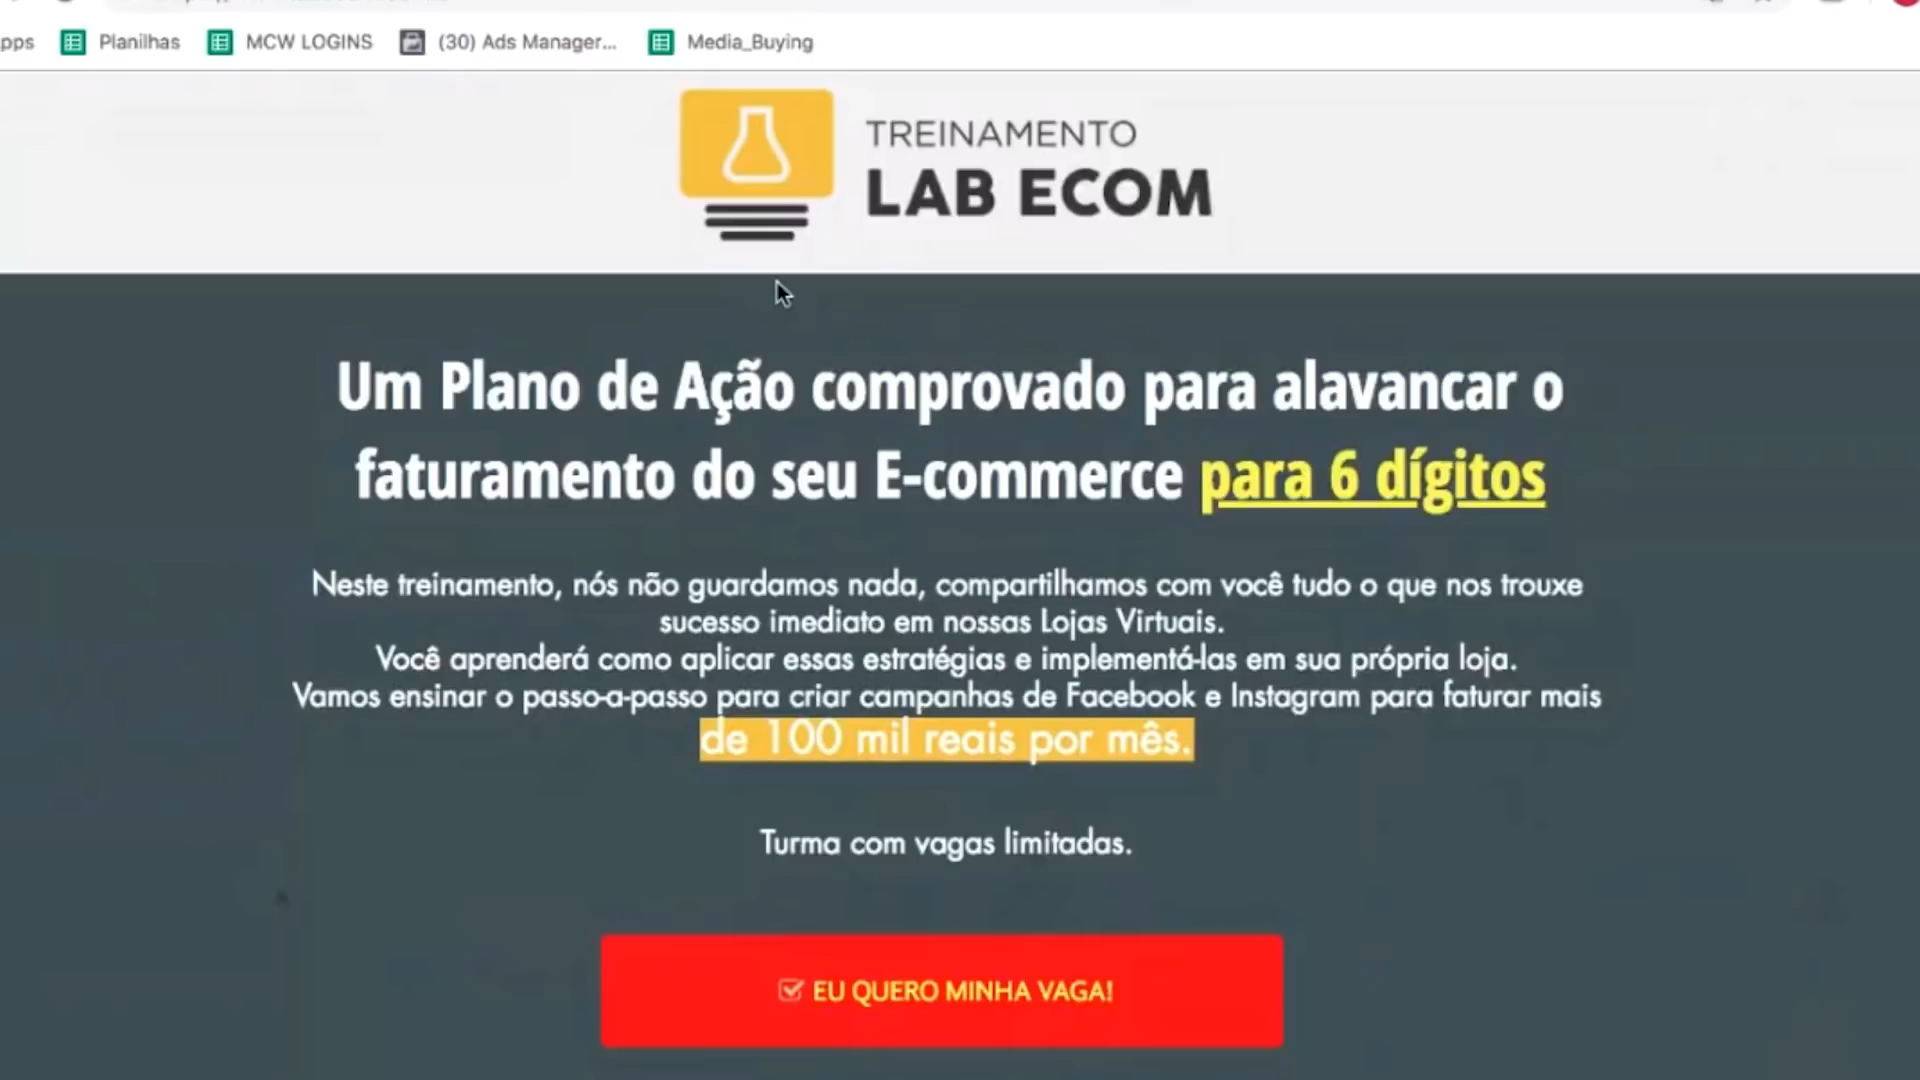 pps Planilhas MCW LOGINS (30) Ads Manager... Media_Buying
TREINAMENTO
LAB ECOM
Um Plano de Ação comprovado para alavancar o
faturamento do seu E-commerce para 6 dígitos
Neste treinamento, nós não guardamos nada, compartilhamos com você tudo o que nos trouxe
sucesso imediato em nossas Lojas Virtuais.
Você aprenderá como aplicar essas estratégias e implementá-las em sua própria loja.
Vamos ensinar o passo-a-passo para criar campanhas de Facebook e Instagram para faturar mais
de 100 mil reais por mês.
Turma com vagas limitadas.
EU QUERO MINHA VAGA!